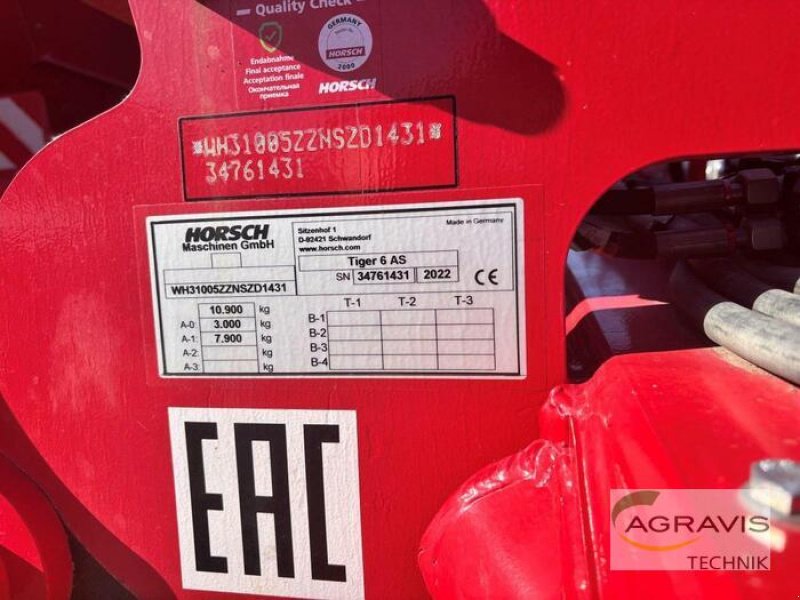 Quality Check
Endabnahme
Final acceptance
Acceptation finale
Окончательная
приемка
GERMANY
HORSCH
HORSCH
*WH31005ZZNSZD1431*
34761431
HORSCH
Maschinen GmbH
Sitzenhof 1
D-92421 Schwandorf
www.horsch.com
Made in Germany
Tiger 6 AS
SN 34761431 2022 CE
WH31005ZZNSZD1431
10.900 kg
A-0: 3.000 kg
A-1: 7.900 kg
A-2: kg
A-3: kg
T-1 T-2 T-3
B-1
B-2
B-3
B-4
EAC
AGRAVIS
TECHNIK